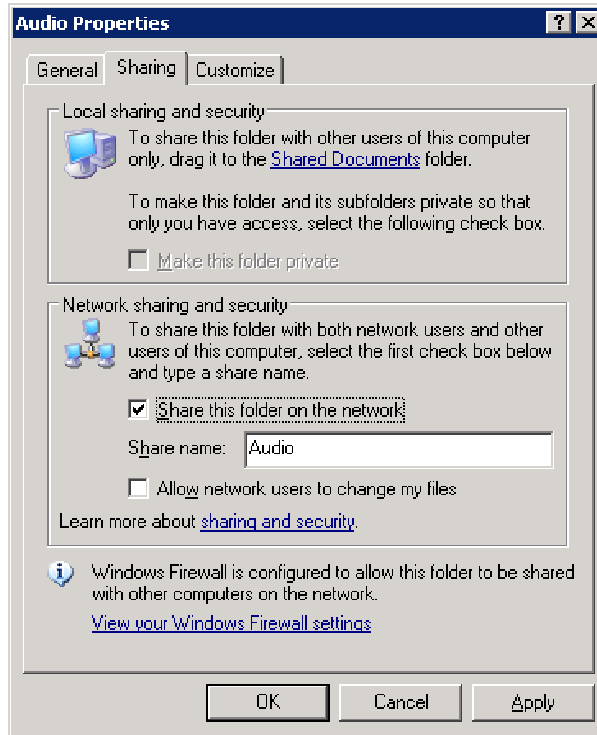 Audio Properties
General Sharing Customize
Local sharing and security
To share this folder with other users of this computer
only, drag it to the Shared Documents folder.
To make this folder and its subfolders private so that
only you have access, select the following check box.
Make this folder private
Network sharing and security
To share this folder with both network users and other
users of this computer, select the first check box below
and type a share name.
Share this folder on the network
Share name: Audio
Allow network users to change my files
Learn more about sharing and security.
Windows Firewall is configured to allow this folder to be shared
with other computers on the network.
View your Windows Firewall settings
OK Cancel Apply